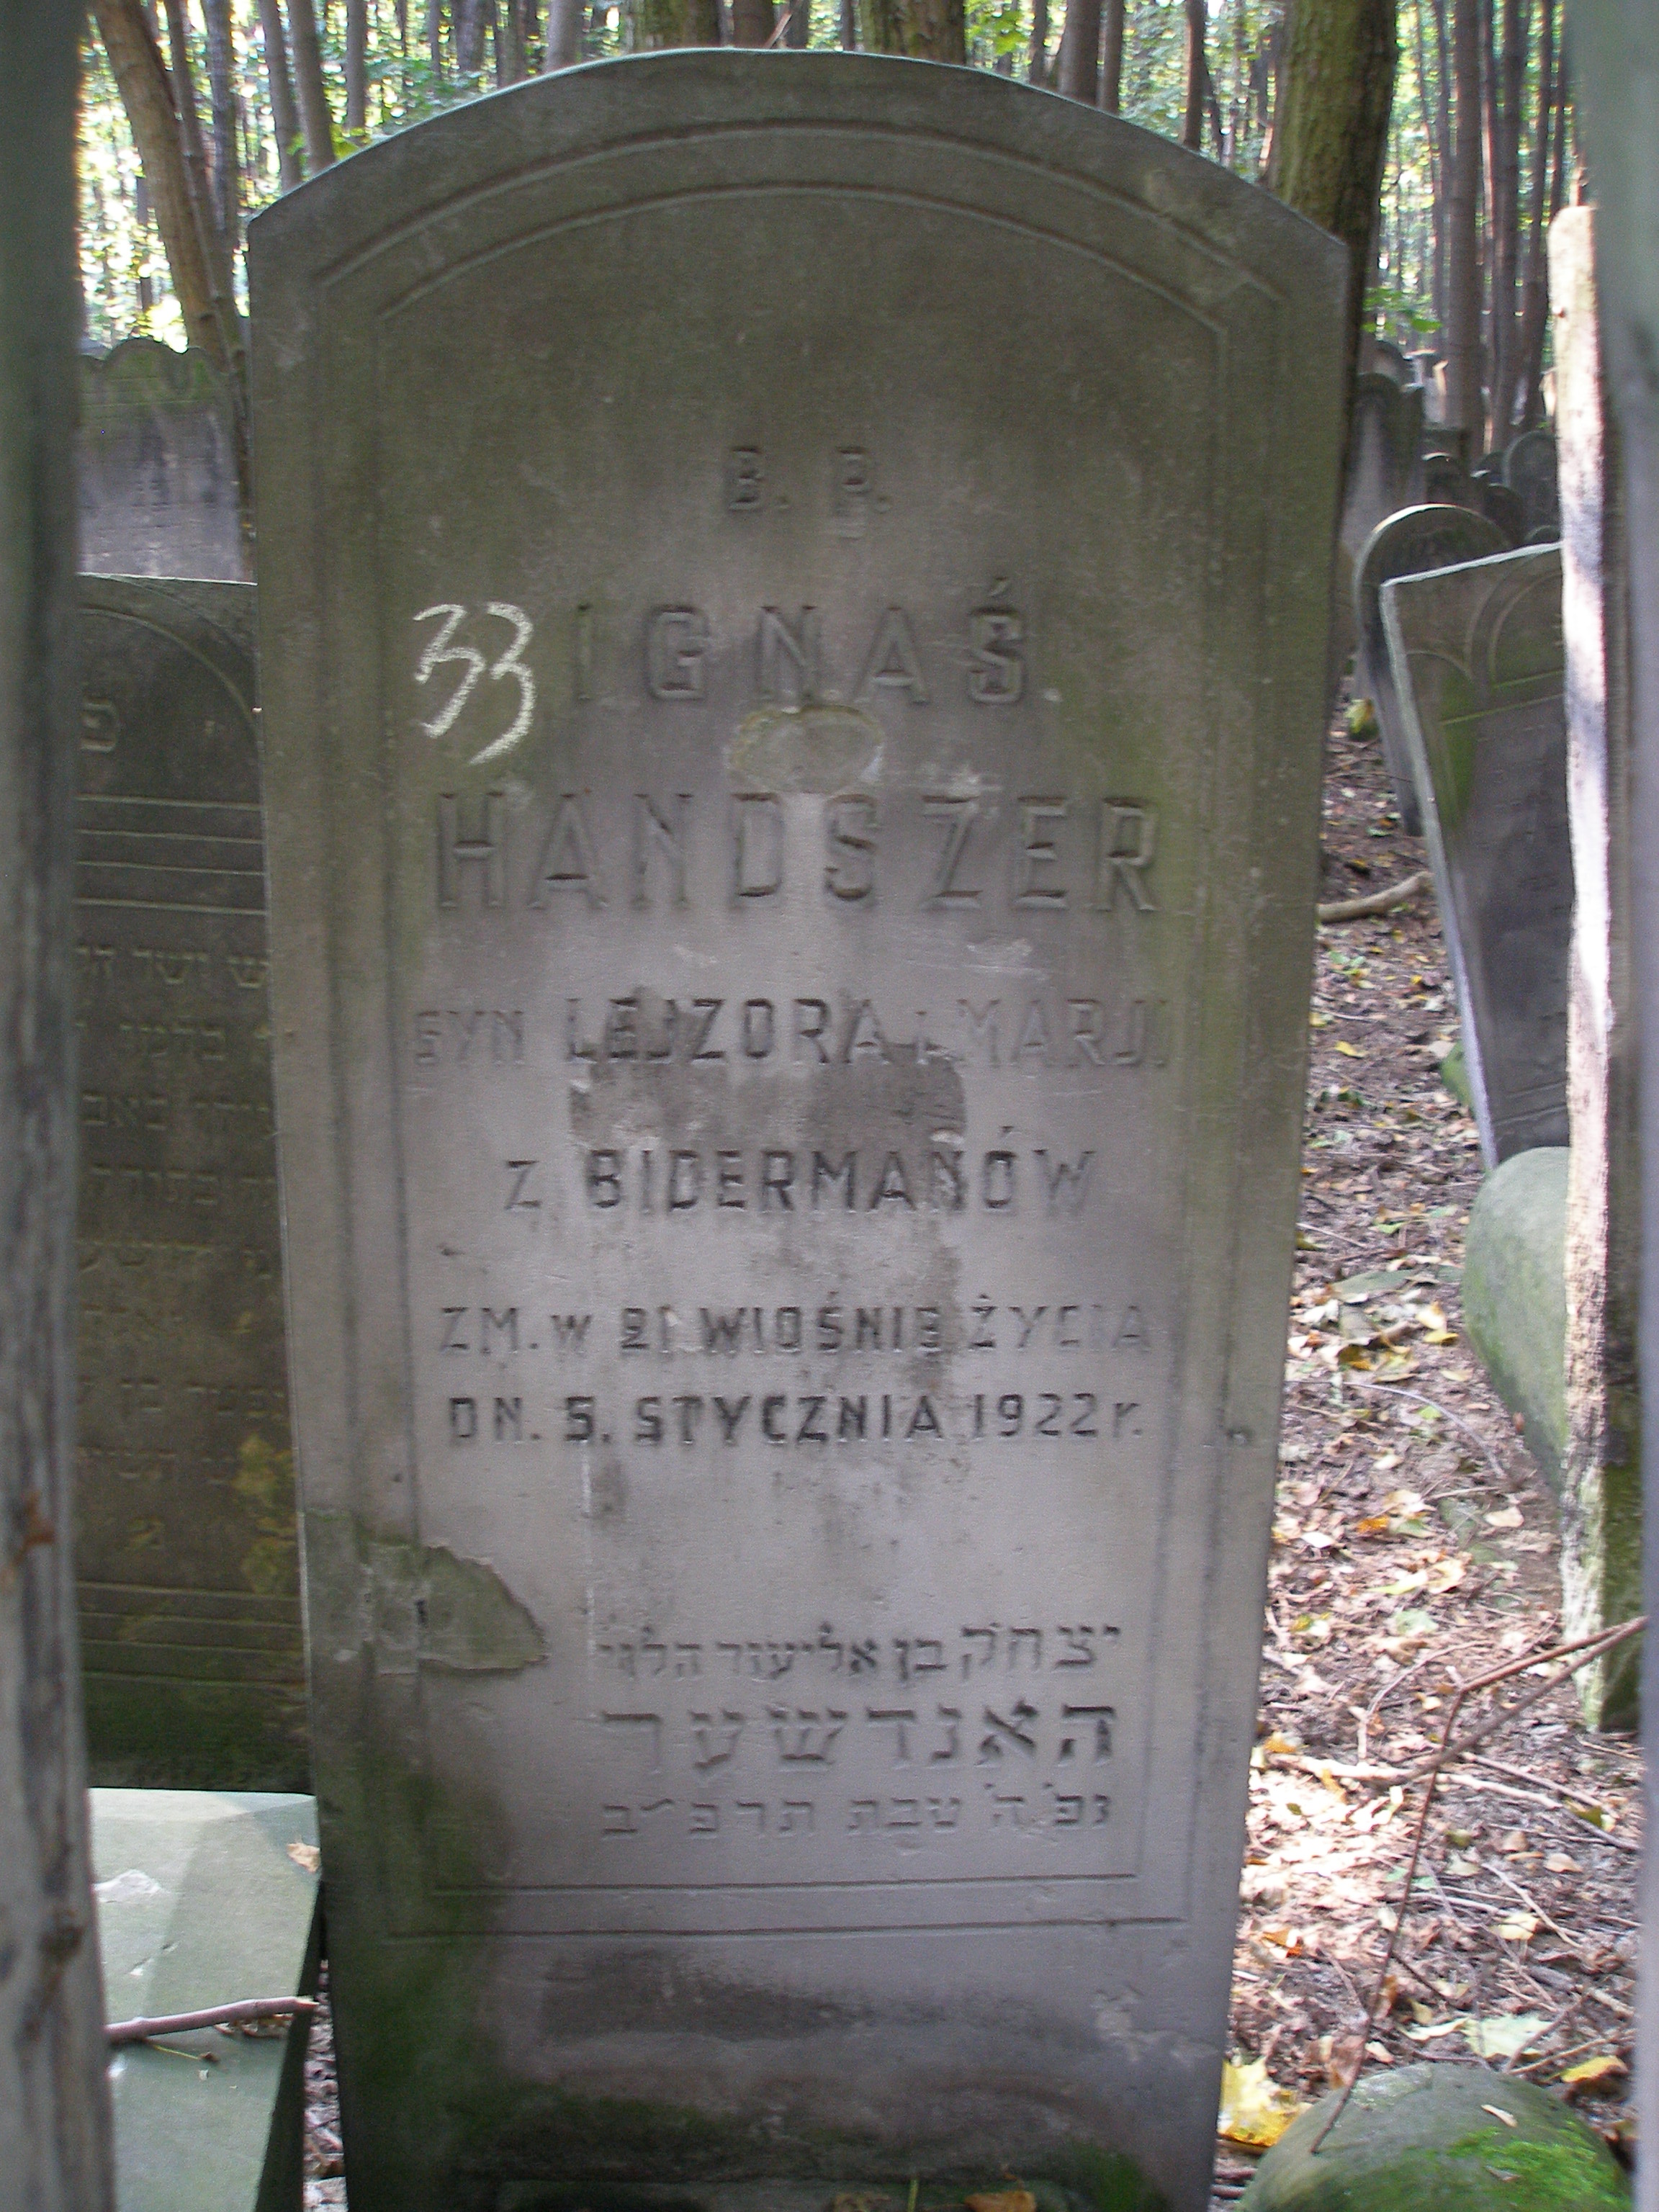 B. P.
33
IGNAŚ
HANDSZER
SYN LEJZORA I MARJI
Z BIDERMANÓW
ZM. W 21 WIOŚNIE ŻYCIA
DN. 5. STYCZNIA 1922 r.
יצחק בן אליעזר הלוי
האנדשער
נפ' ה' טבת תרפ"ב